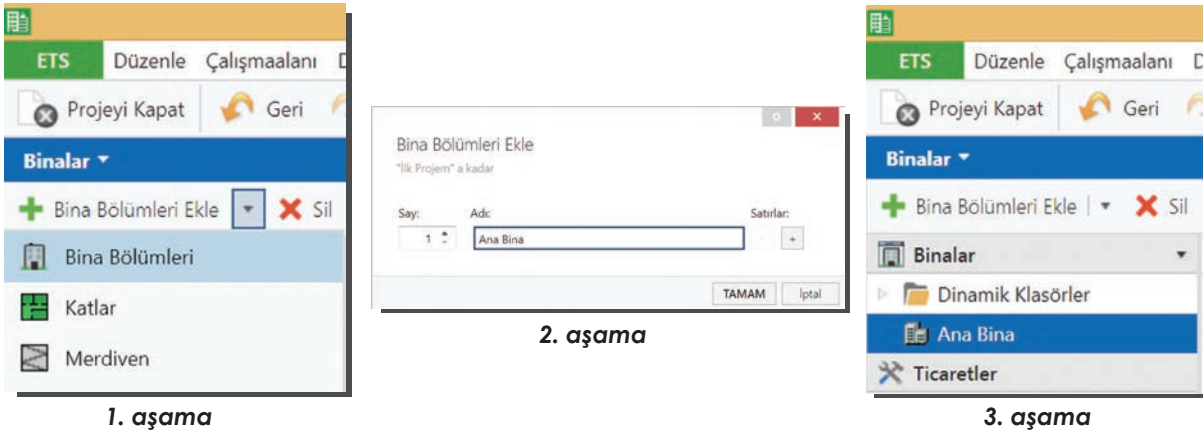 ETS Düzenle Çalışmaalanı
Projeyi Kapat Geri
Binalar
Bina Bölümleri Ekle Sil
Bina Bölümleri
Katlar
Merdiven
1. aşama
Bina Bölümleri Ekle
"İlk Projem" a kadar
Say: Adı: Satırlar:
1 Ana Bina +
TAMAM İptal
2. aşama
ETS Düzenle Çalışmaalanı
Projeyi Kapat Geri
Binalar
Bina Bölümleri Ekle Sil
Binalar
Dinamik Klasörler
Ana Bina
Ticaretler
3. aşama